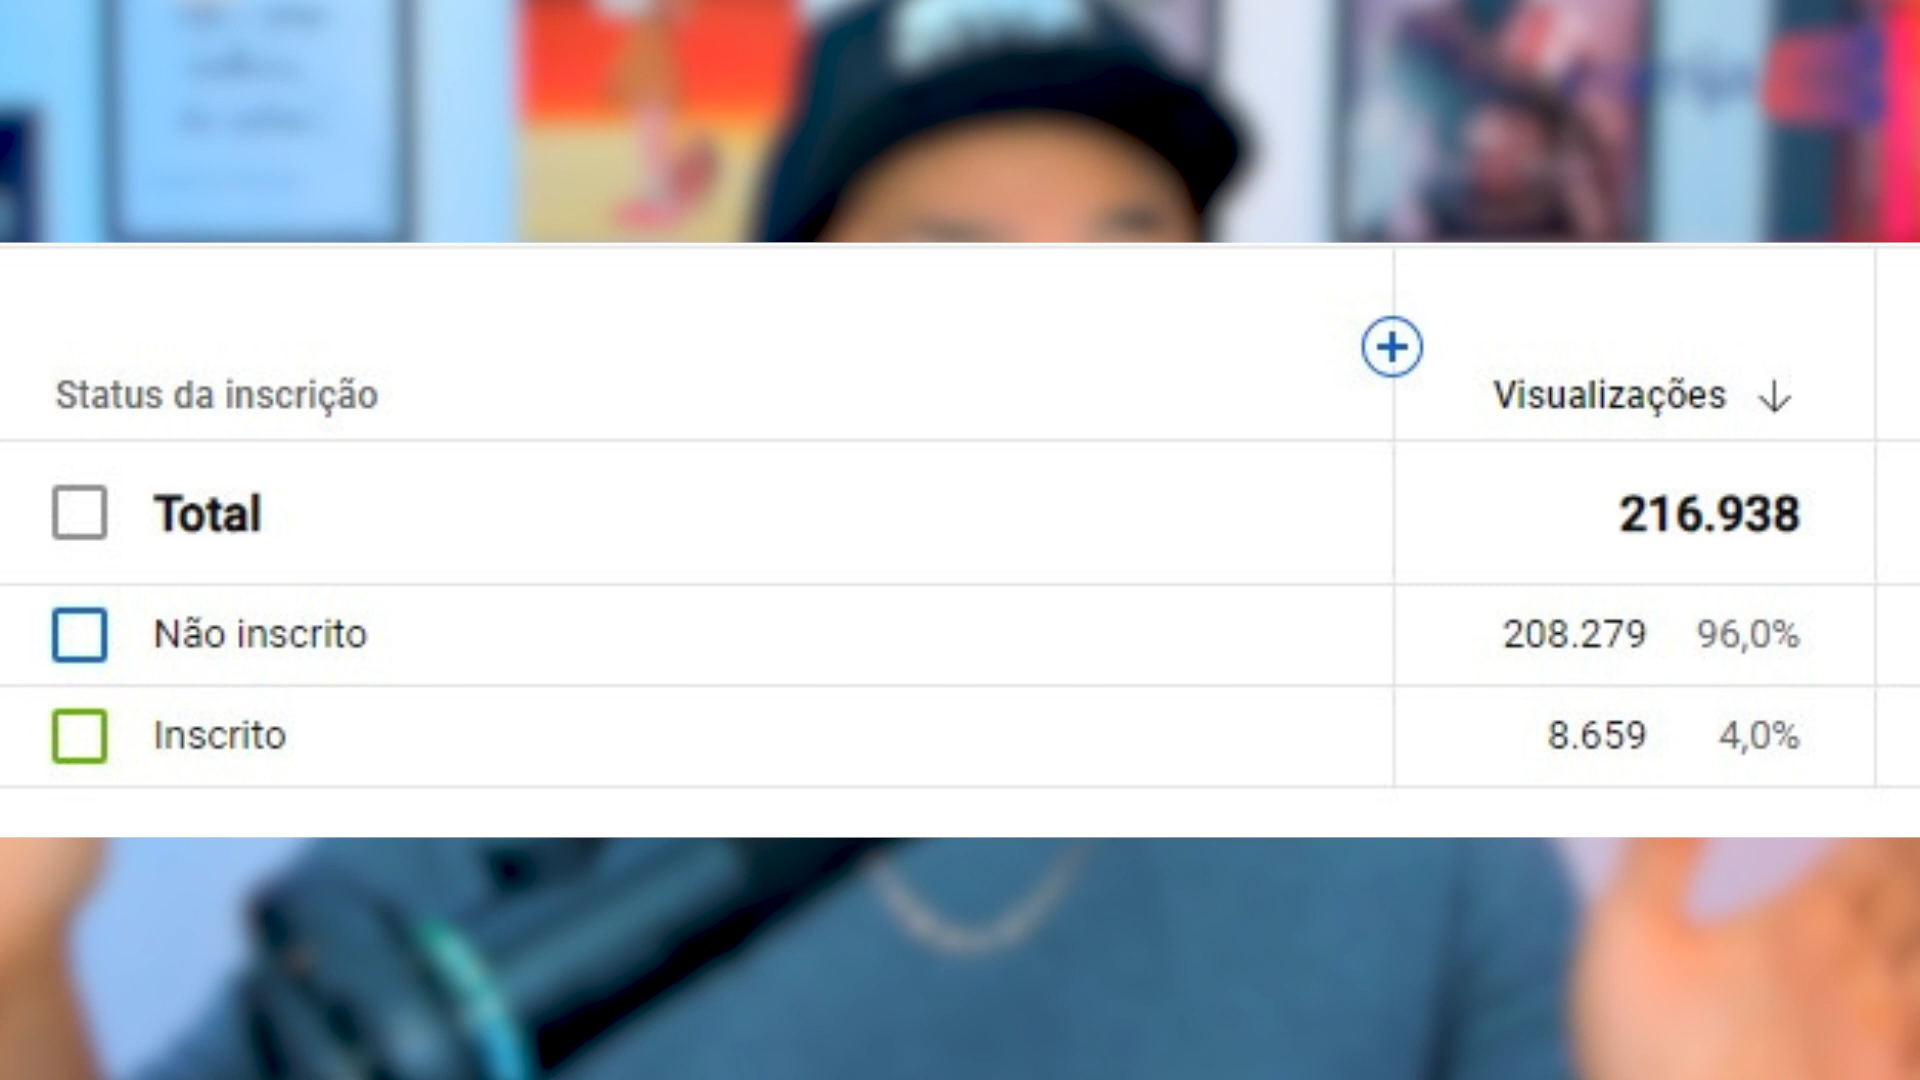 Status da inscrição
Visualizações
Total 216.938
Não inscrito 208.279 96,0%
Inscrito 8.659 4,0%